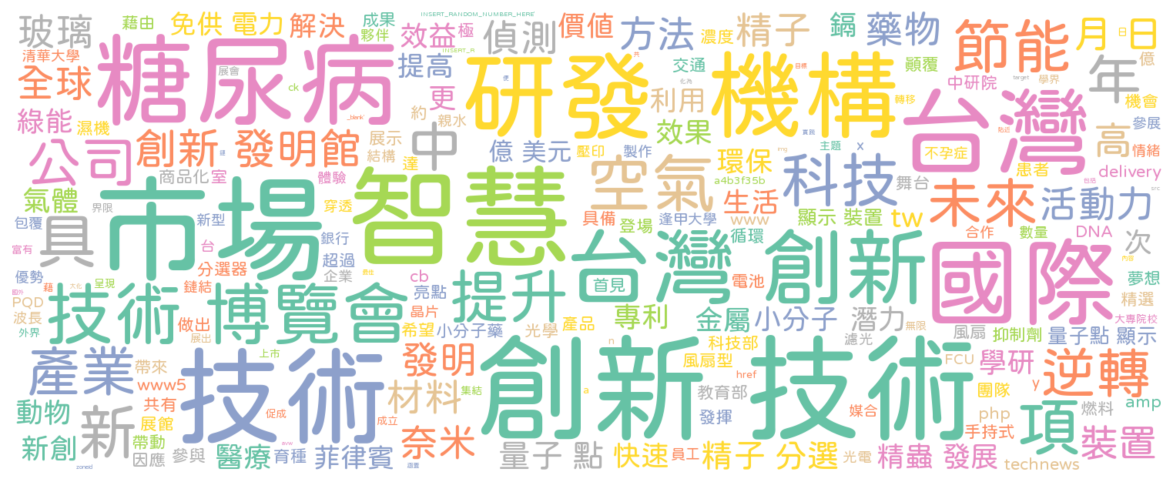 玻璃 藉由 免供 電力 解決 成果 夥伴 效益 極 INSERT_RANDOM_NUMBER_HERE 偵測 價值 方法 濃度 精子 鎘 藥物 節能 月 日
清華大學 糖尿病 展會 研發 機構 交通 顛覆 中研院 台灣 年 億 機會
全球 ck 提高 更 利用 轉移 學界 參展
綠能 濕機 約 親水 效果 高 情緒
公司 創新 發明館 展示 結構 中 億 美元 壓印 製作 環保 主題 x 不孕症 患者 delivery
氣體 商品化 室 達 體驗 智慧 空氣 a4b3f35b 科技 舞台 未來 活動力
包覆 界限 市場 新型 穿透 具備 登場 生活 www 逢甲大學 顯示 裝置 tw 數量
富有 具 台 銀行 台灣 創新 循環 合作 國際 DNA 次
優勢 分選器 超過 企業 cb 首見 電池 夢想
PQD 鏈結 呈現 亮點 提升 精選
波長 技術 博覽會 晶片 專利 金屬 小分子 潛力 無限 風扇 抑制劑 量子點 顯示 大專院校
外界 做出 展出 希望 小分子藥 光學 產品 科技部 濾光
產業 帶來 上市 技術 發明 創新 技術 風扇型 FCU 學研 逆轉
www5 材料 集結 n a 教育部 href 團隊 y
動物 共有 展館 促成 成立 奈米 發揮 媒合 php 項 燃料 amp
新創 新 帶動 因應 參與 醫療 育種 菲律賓 量子 點 快速 員工 精子 分選 光電 精蟲 發展 手持式 technews 裝置